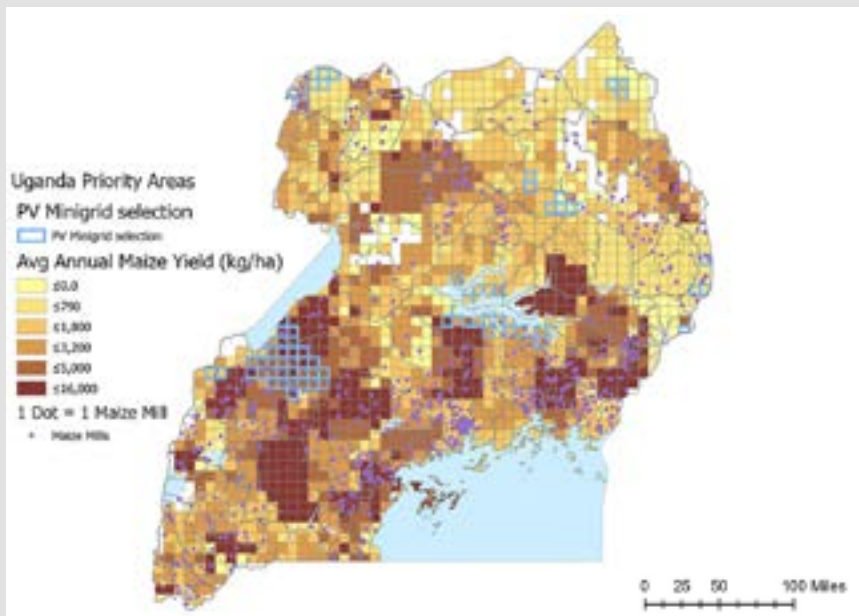 Uganda Priority Areas
PV Minigrid selection
PV Minigrid selection
Avg Annual Maize Yield (kg/ha)
≤0.0
≤790
≤1,800
≤3,200
≤5,000
≤16,000
1 Dot = 1 Maize Mill
Maize Mills
0 25 50 100 Miles